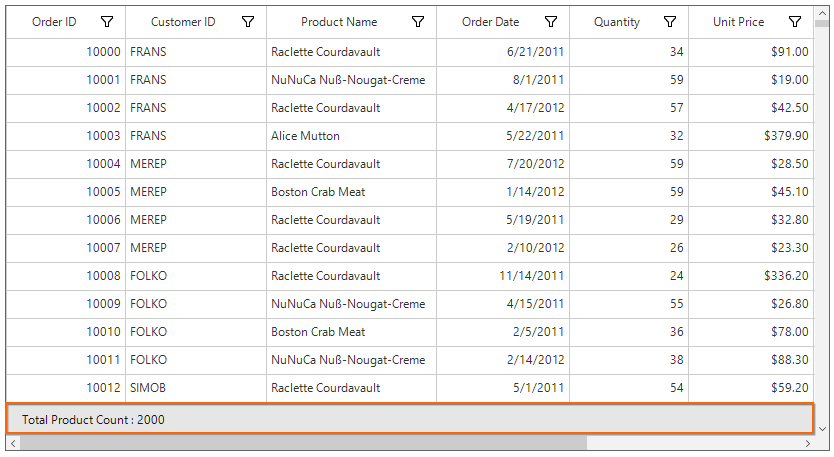 Order ID Customer ID Product Name Order Date Quantity Unit Price
10000 FRANS Raclette Courdavault 6/21/2011 34 $91.00
10001 FRANS NuNuCa Nuß-Nougat-Creme 8/1/2011 59 $19.00
10002 FRANS Raclette Courdavault 4/17/2012 57 $42.50
10003 FRANS Alice Mutton 5/22/2011 32 $379.90
10004 MEREP Raclette Courdavault 7/20/2012 59 $28.50
10005 MEREP Boston Crab Meat 1/14/2012 59 $45.10
10006 MEREP Raclette Courdavault 5/19/2011 29 $32.80
10007 MEREP Raclette Courdavault 2/10/2012 26 $23.30
10008 FOLKO Raclette Courdavault 11/14/2011 24 $336.20
10009 FOLKO NuNuCa Nuß-Nougat-Creme 4/15/2011 55 $26.80
10010 FOLKO Boston Crab Meat 2/5/2011 36 $78.00
10011 FOLKO NuNuCa Nuß-Nougat-Creme 2/14/2012 38 $88.30
10012 SIMOB Raclette Courdavault 5/1/2011 54 $59.20
Total Product Count : 2000